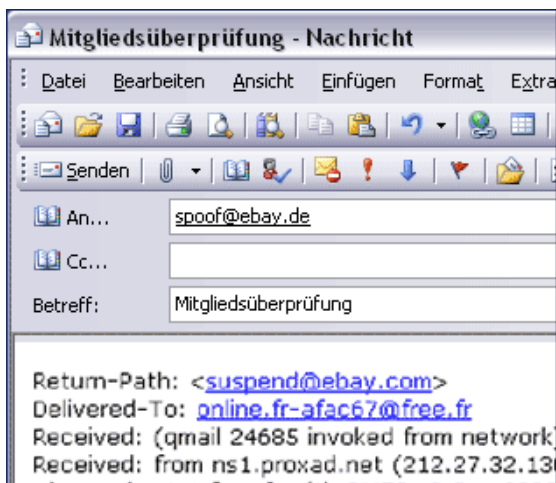 Mitgliedsüberprüfung - Nachricht
Datei Bearbeiten Ansicht Einfügen Format Extra
Senden
An... spoof@ebay.de
Cc...
Betreff: Mitgliedsüberprüfung
Return-Path: <suspend@ebay.com>
Delivered-To: online.fr-afac67@free.fr
Received: (qmail 24685 invoked from network)
Received: from ns1.proxad.net (212.27.32.13